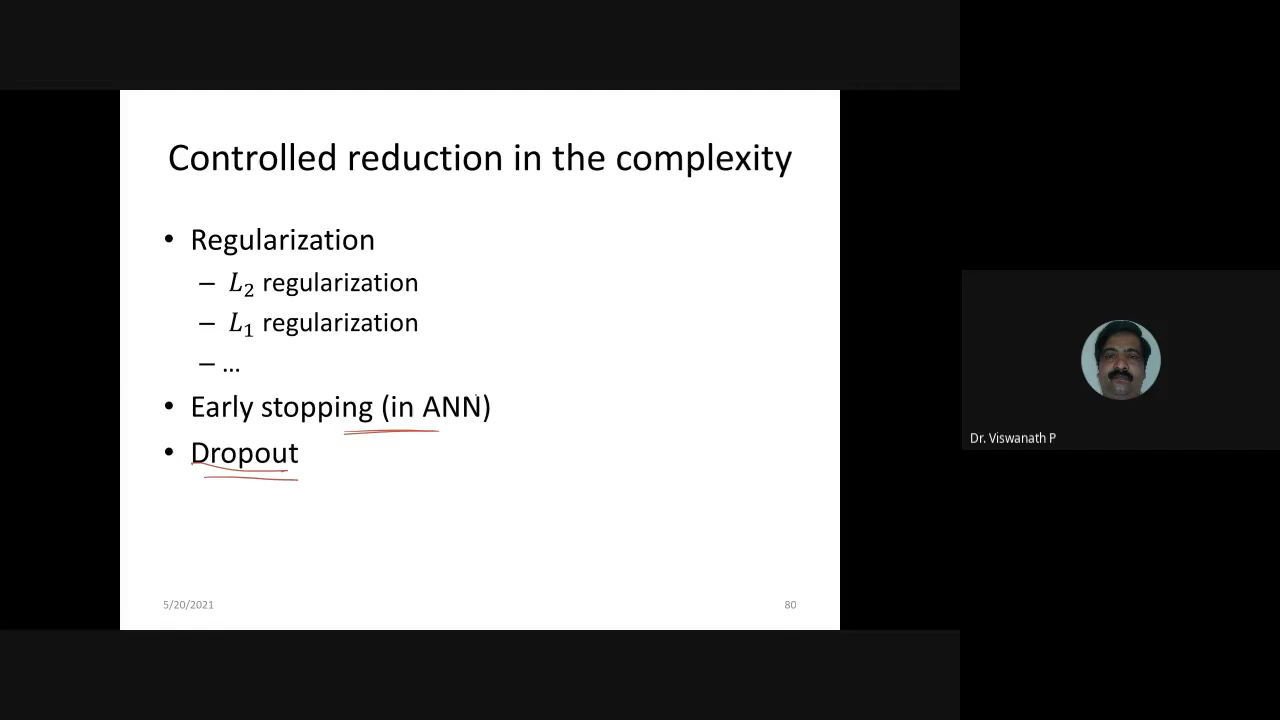 Controlled reduction in the complexity
• Regularization
– L₂ regularization
– L₁ regularization
– …
• Early stopping (in ANN)
• Dropout
5/20/2021
80
Dr. Viswanath P